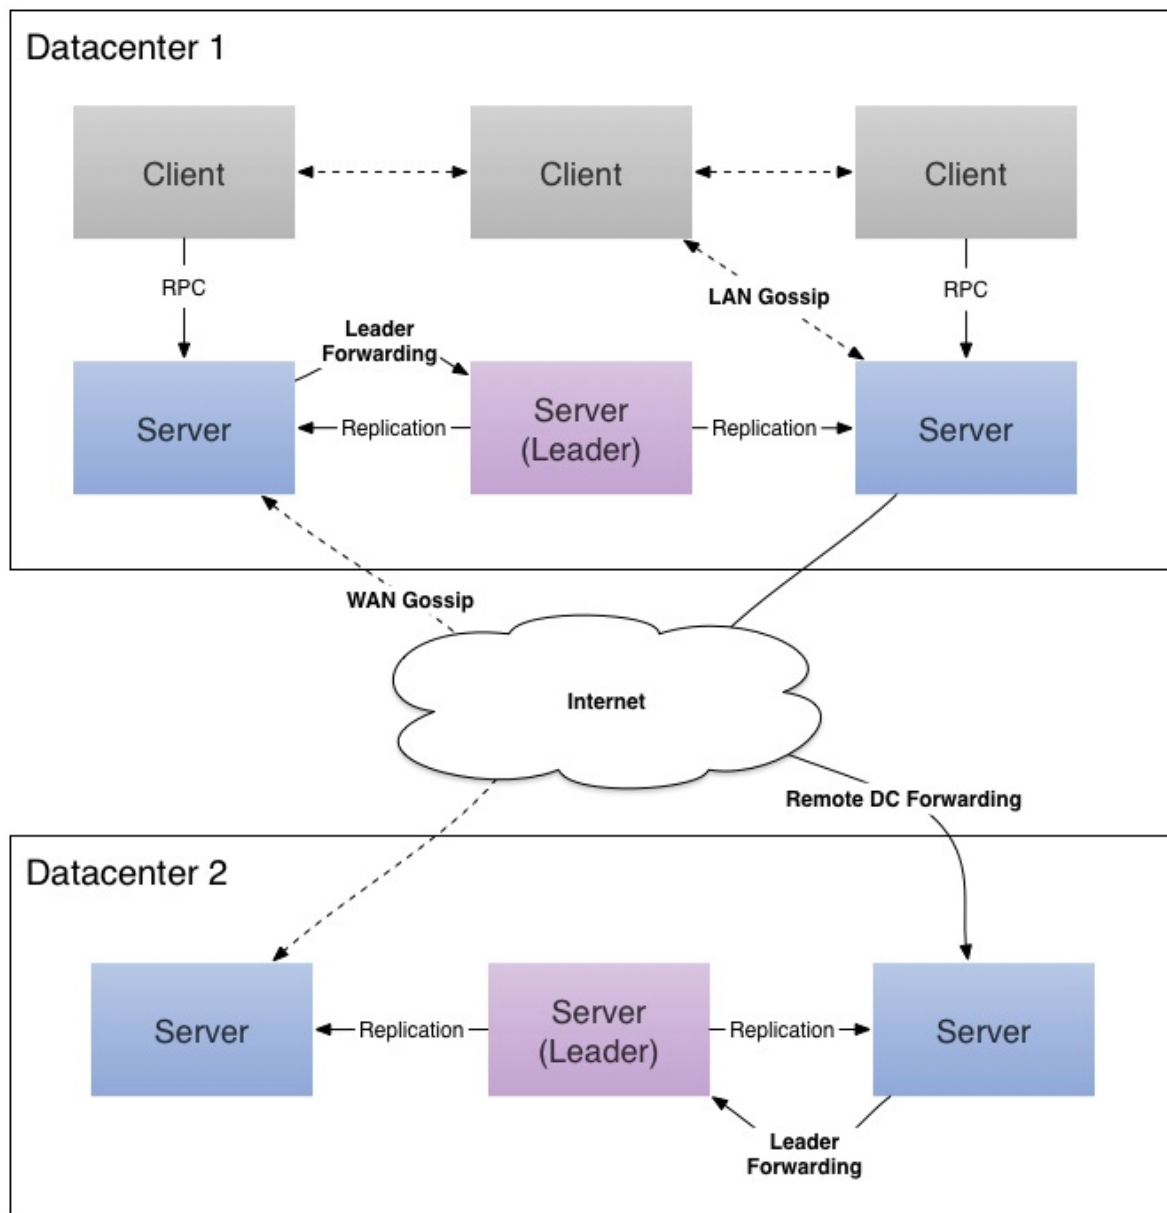 Datacenter 1
Client
Client
Client
RPC
LAN Gossip
RPC
Leader
Forwarding
Server
Replication
Server
(Leader)
Replication
Server
WAN Gossip
Internet
Remote DC Forwarding
Datacenter 2
Server
Replication
Server
(Leader)
Replication
Server
Leader
Forwarding